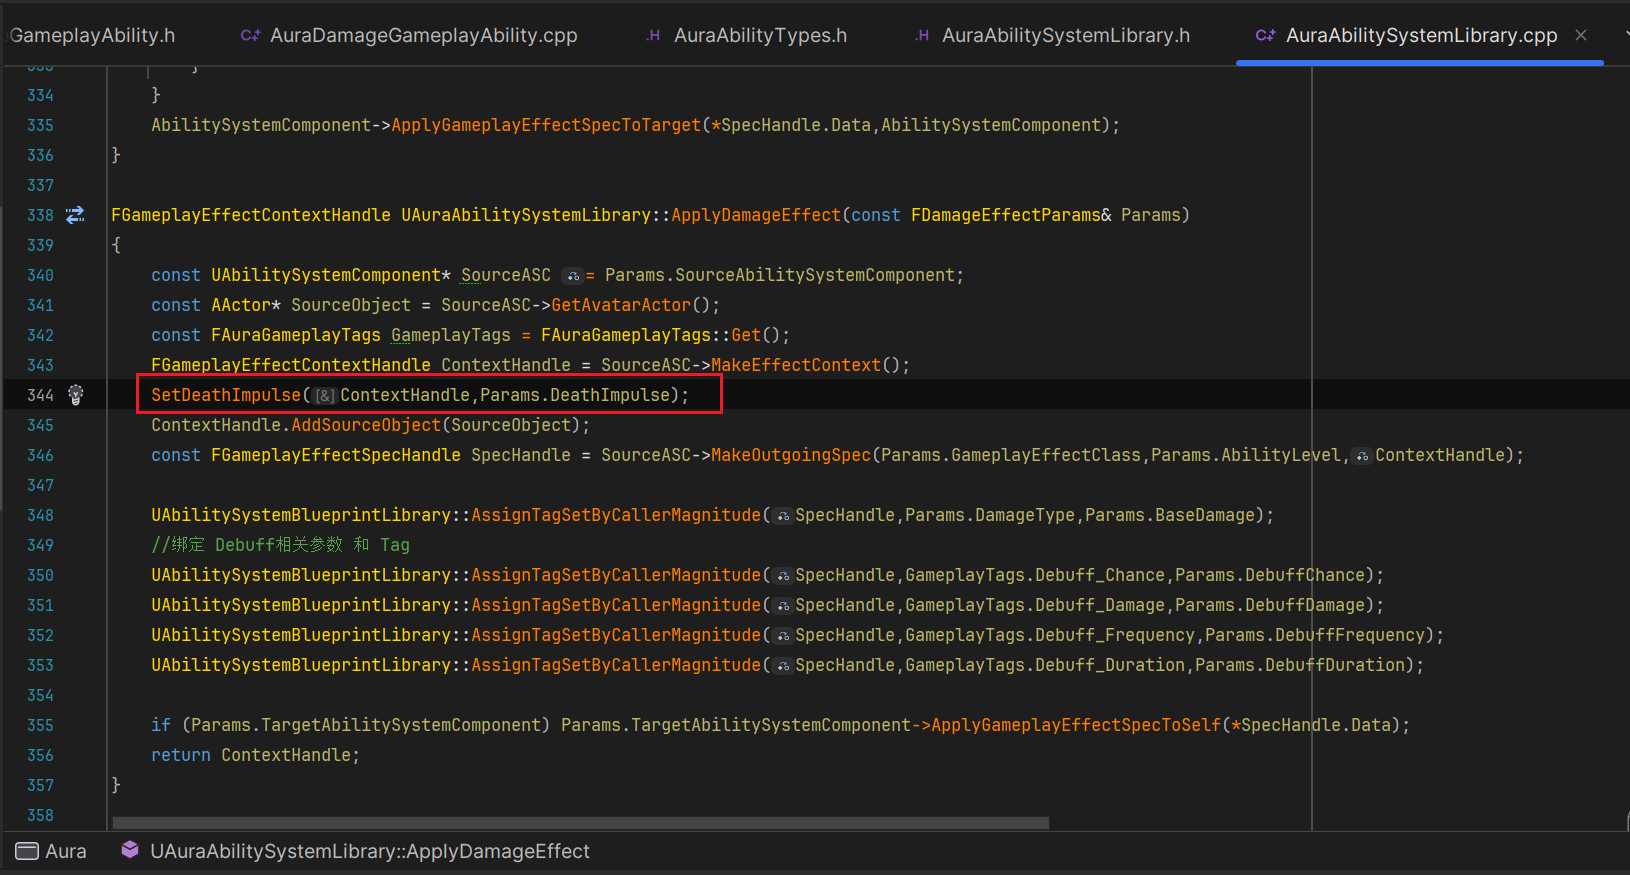 GameplayAbility.h AuraDamageGameplayAbility.cpp .H AuraAbilityTypes.h .H AuraAbilitySystemLibrary.h AuraAbilitySystemLibrary.cpp
333 }
334 }
335 AbilitySystemComponent->ApplyGameplayEffectSpecToTarget(*SpecHandle.Data,AbilitySystemComponent);
336 }
337
338 FGameplayEffectContextHandle UAuraAbilitySystemLibrary::ApplyDamageEffect(const FDamageEffectParams& Params)
339 {
340 const UAbilitySystemComponent* SourceASC = Params.SourceAbilitySystemComponent;
341 const AActor* SourceObject = SourceASC->GetAvatarActor();
342 const FAuraGameplayTags GameplayTags = FAuraGameplayTags::Get();
343 FGameplayEffectContextHandle ContextHandle = SourceASC->MakeEffectContext();
344 SetDeathImpulse([&]ContextHandle,Params.DeathImpulse);
345 ContextHandle.AddSourceObject(SourceObject);
346 const FGameplayEffectSpecHandle SpecHandle = SourceASC->MakeOutgoingSpec(Params.GameplayEffectClass,Params.AbilityLevel,ContextHandle);
347
348 UAbilitySystemBlueprintLibrary::AssignTagSetByCallerMagnitude(SpecHandle,Params.DamageType,Params.BaseDamage);
349 //绑定 Debuff相关参数 和 Tag
350 UAbilitySystemBlueprintLibrary::AssignTagSetByCallerMagnitude(SpecHandle,GameplayTags.Debuff_Chance,Params.DebuffChance);
351 UAbilitySystemBlueprintLibrary::AssignTagSetByCallerMagnitude(SpecHandle,GameplayTags.Debuff_Damage,Params.DebuffDamage);
352 UAbilitySystemBlueprintLibrary::AssignTagSetByCallerMagnitude(SpecHandle,GameplayTags.Debuff_Frequency,Params.DebuffFrequency);
353 UAbilitySystemBlueprintLibrary::AssignTagSetByCallerMagnitude(SpecHandle,GameplayTags.Debuff_Duration,Params.DebuffDuration);
354
355 if (Params.TargetAbilitySystemComponent) Params.TargetAbilitySystemComponent->ApplyGameplayEffectSpecToSelf(*SpecHandle.Data);
356 return ContextHandle;
357 }
358
Aura UAuraAbilitySystemLibrary::ApplyDamageEffect